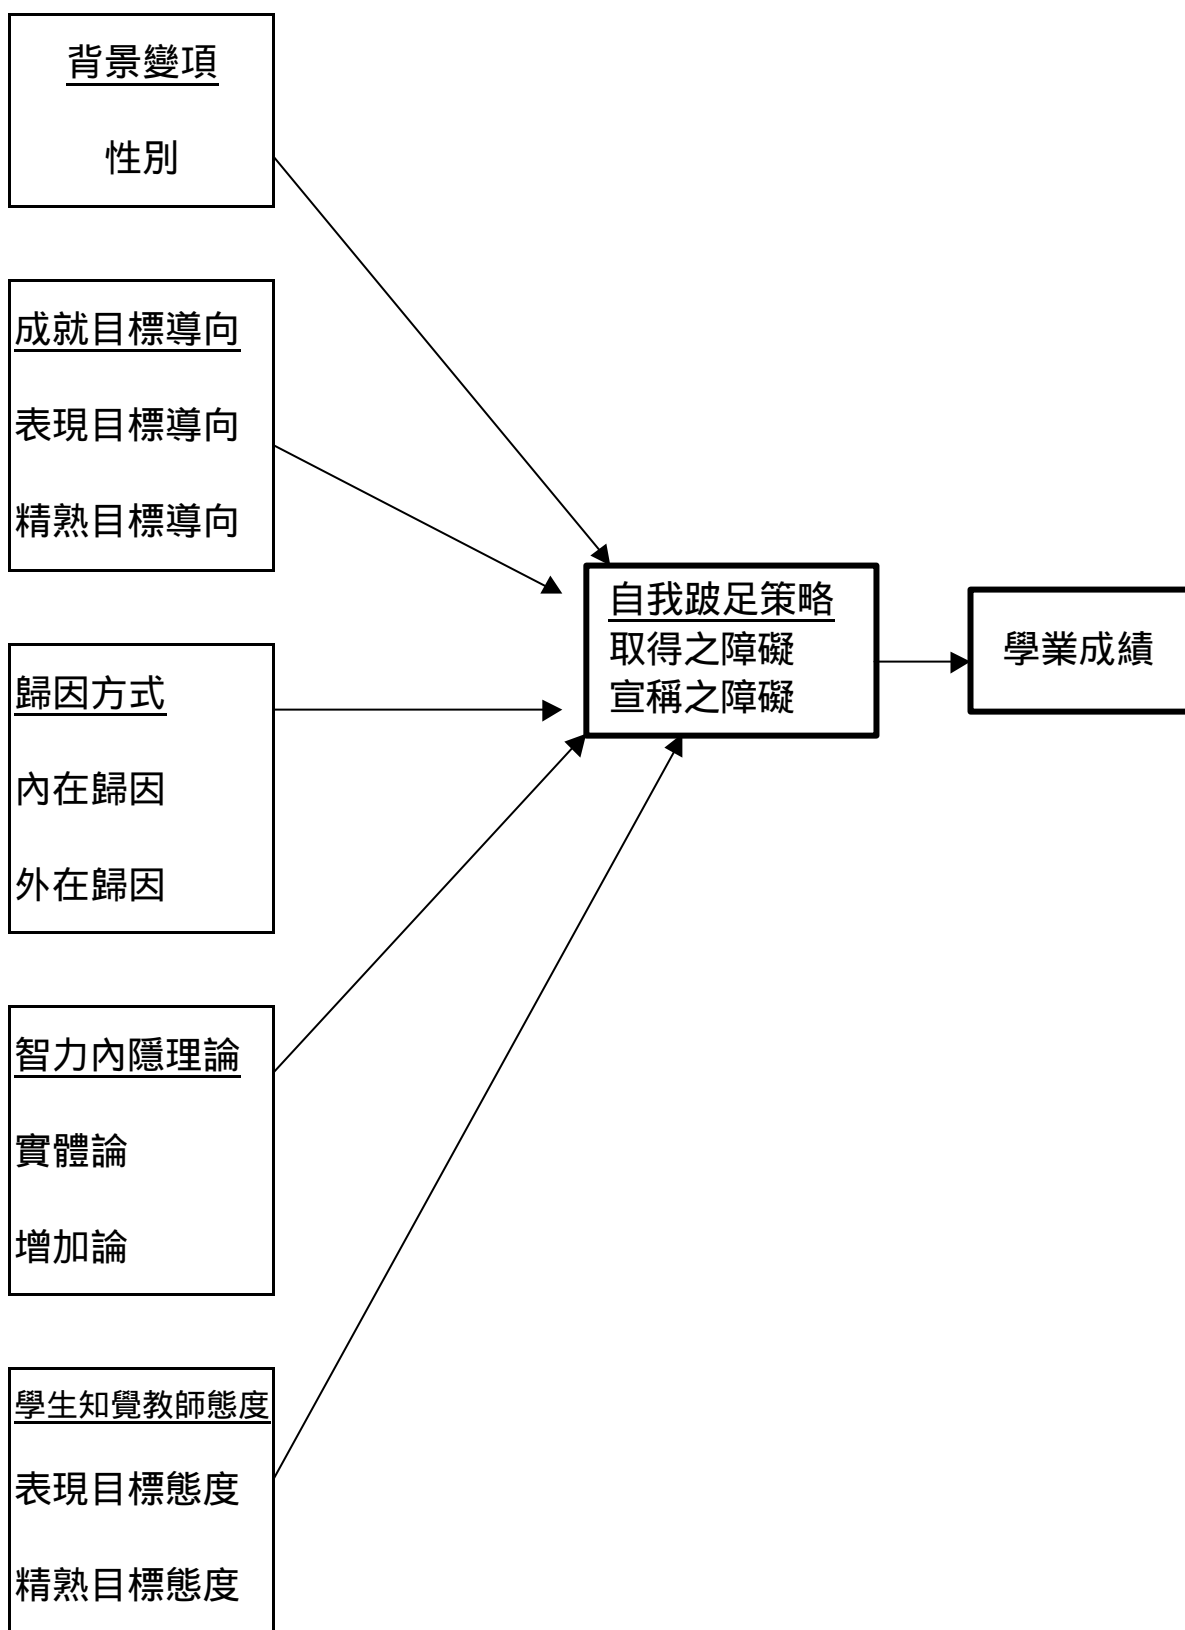 背景變項
性別
成就目標導向
表現目標導向
精熟目標導向
歸因方式
內在歸因
外在歸因
智力內隱理論
實體論
增加論
學生知覺教師態度
表現目標態度
精熟目標態度
自我跛足策略
取得之障礙
宣稱之障礙
學業成績